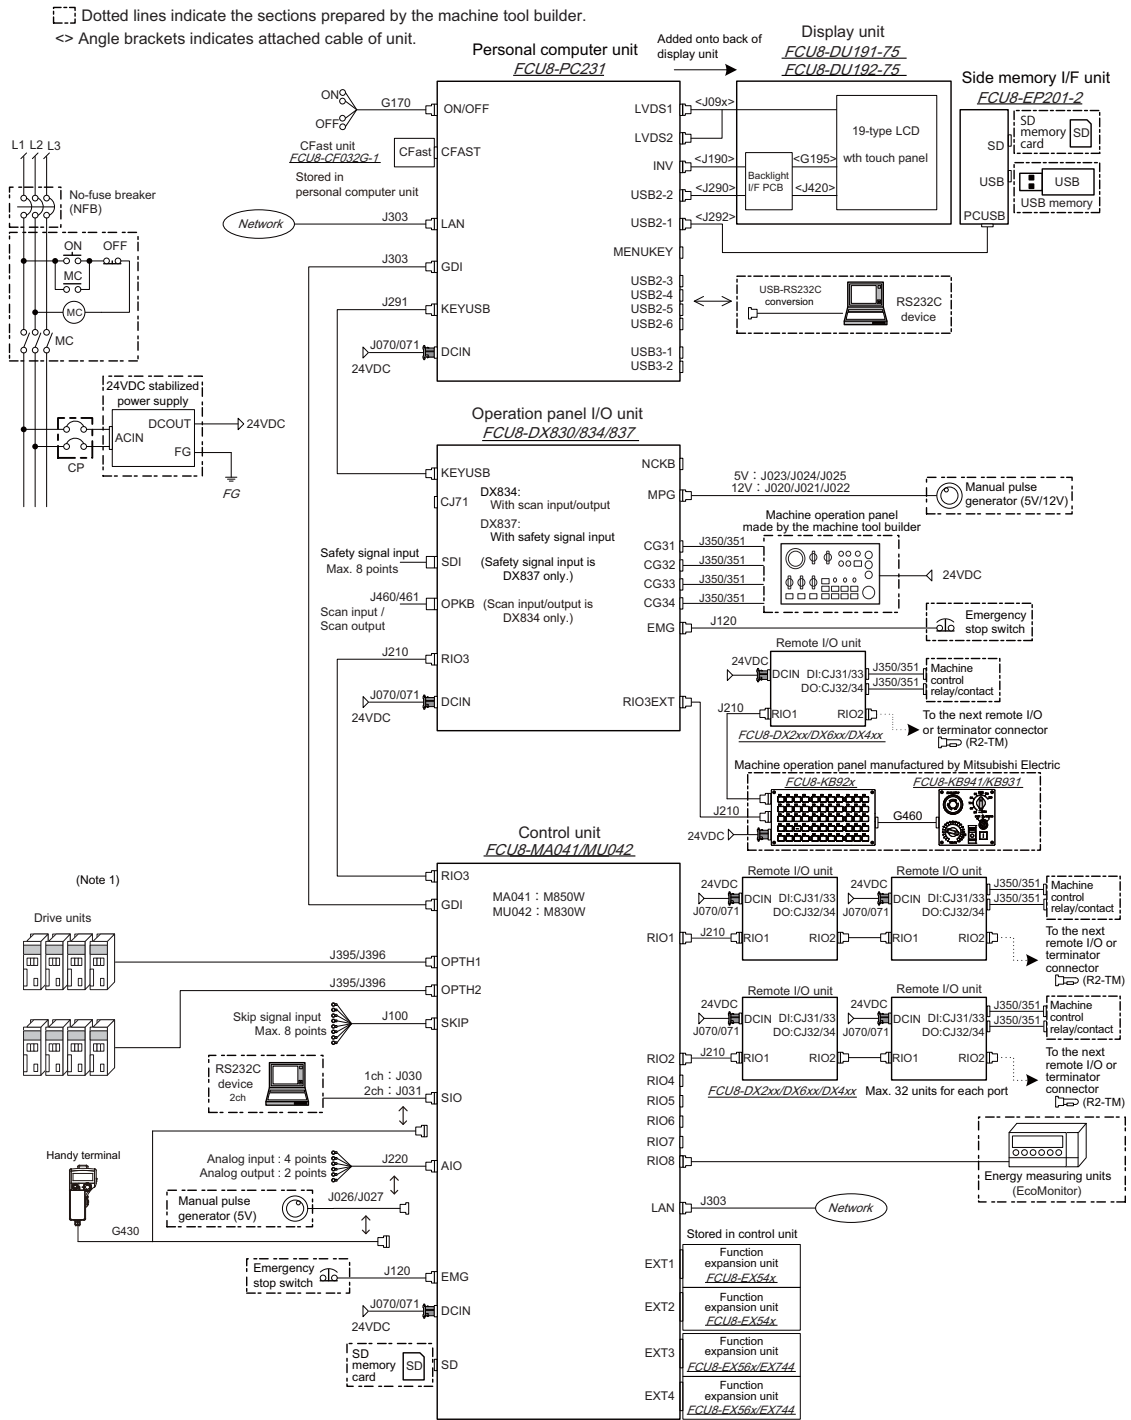 Dotted lines indicate the sections prepared by the machine tool builder.
<> Angle brackets indicates attached cable of unit.
Personal computer unit
FCU8-PC231
Added onto back of
display unit
Display unit
FCU8-DU191-75
FCU8-DU192-75
Side memory I/F unit
FCU8-EP201-2
ON
OFF
G170
ON/OFF
CFast unit
FCU8-CF032G-1
CFast
CFAST
Stored in
personal computer unit
Network
J303
LAN
J303
GDI
J291
KEYUSB
J070/071
24VDC
DCIN
LVDS1
LVDS2
INV
USB2-2
USB2-1
MENUKEY
USB2-3
USB2-4
USB2-5
USB2-6
USB3-1
USB3-2
<J09x>
<J190>
<J290>
<J292>
<G195>
<J420>
Backlight
I/F PCB
19-type LCD
wth touch panel
SD
USB
PCUSB
SD
memory
card
SD
USB
USB memory
USB-RS232C
conversion
RS232C
device
L1 L2 L3
No-fuse breaker
(NFB)
ON
OFF
MC
MC
MC
24VDC stabilized
power supply
DCOUT
ACIN
FG
24VDC
CP
FG
Operation panel I/O unit
FCU8-DX830/834/837
KEYUSB
CJ71
DX834:
With scan input/output
DX837:
With safety signal input
Safety signal input
Max. 8 points
SDI
(Safety signal input is
DX837 only.)
J460/461
Scan input /
Scan output
OPKB
(Scan input/output is
DX834 only.)
J210
RIO3
J070/071
24VDC
DCIN
NCKB
MPG
CG31
CG32
CG33
CG34
EMG
RIO3EXT
5V : J023/J024/J025
12V : J020/J021/J022
Manual pulse
generator (5V/12V)
Machine operation panel
made by the machine tool builder
J350/351
J350/351
J350/351
J350/351
24VDC
J120
Emergency
stop switch
Remote I/O unit
24VDC
DCIN
DI:CJ31/33
DO:CJ32/34
J350/351
J350/351
Machine
control
relay/contact
J210
RIO1
RIO2
FCU8-DX2xx/DX6xx/DX4xx
To the next remote I/O
or terminator connector
(R2-TM)
Machine operation panel manufactured by Mitsubishi Electric
FCU8-KB92x
FCU8-KB941/KB931
J210
24VDC
G460
Control unit
FCU8-MA041/MU042
RIO3
GDI
MA041 : M850W
MU042 : M830W
(Note 1)
Drive units
J395/J396
OPTH1
J395/J396
OPTH2
Skip signal input
Max. 8 points
J100
SKIP
RS232C
device
2ch
1ch : J030
2ch : J031
SIO
Handy terminal
Analog input : 4 points
Analog output : 2 points
J220
AIO
Manual pulse
generator (5V)
J026/J027
G430
Emergency
stop switch
J120
EMG
J070/071
24VDC
DCIN
SD
memory
card
SD
SD
RIO1
RIO2
RIO4
RIO5
RIO6
RIO7
RIO8
LAN
EXT1
EXT2
EXT3
EXT4
Remote I/O unit
Remote I/O unit
24VDC
J070/071
DCIN
DI:CJ31/33
DO:CJ32/34
24VDC
J070/071
DCIN
DI:CJ31/33
DO:CJ32/34
J350/351
J350/351
Machine
control
relay/contact
J210
RIO1
RIO2
RIO1
RIO2
To the next
remote I/O or
terminator
connector
(R2-TM)
Remote I/O unit
Remote I/O unit
24VDC
J070/071
DCIN
DI:CJ31/33
DO:CJ32/34
24VDC
J070/071
DCIN
DI:CJ31/33
DO:CJ32/34
J350/351
J350/351
Machine
control
relay/contact
J210
RIO1
RIO2
RIO1
RIO2
To the next
remote I/O or
terminator
connector
(R2-TM)
FCU8-DX2xx/DX6xx/DX4xx
Max. 32 units for each port
Energy measuring units
(EcoMonitor)
J303
Network
Stored in control unit
Function
expansion unit
FCU8-EX54x
Function
expansion unit
FCU8-EX54x
Function
expansion unit
FCU8-EX56x/EX744
Function
expansion unit
FCU8-EX56x/EX744